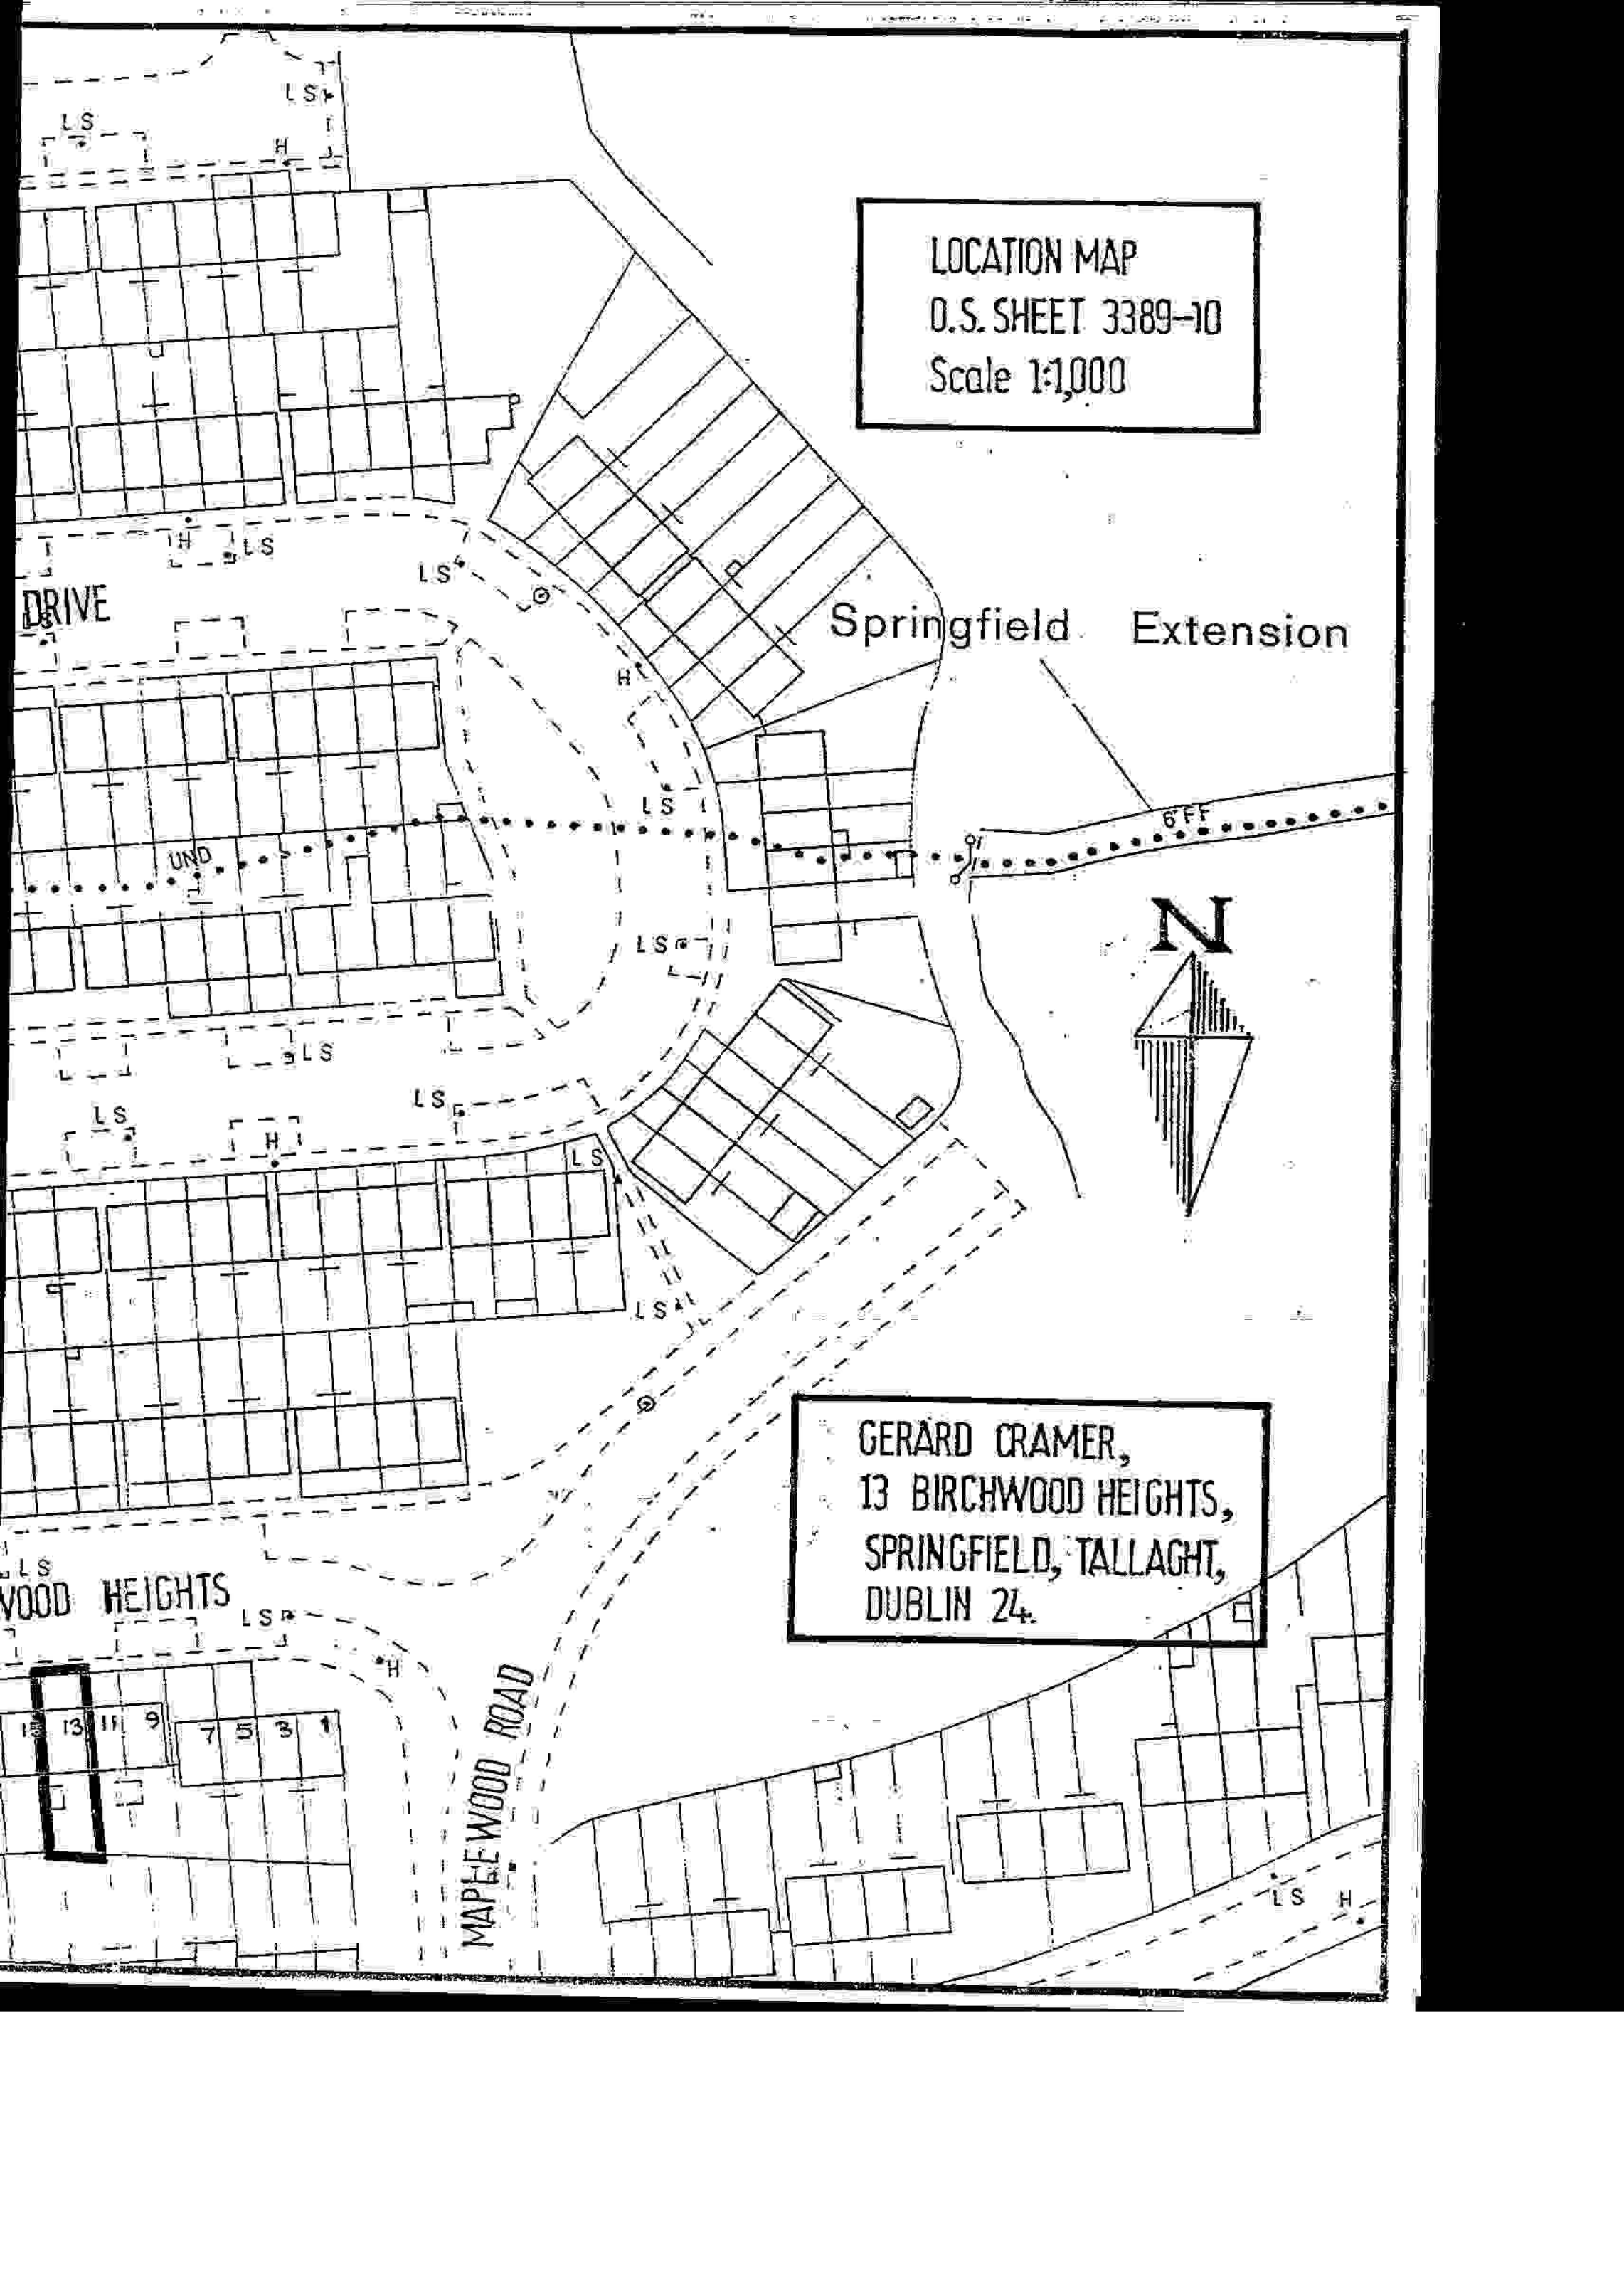 LS
LS
H
LOCATION MAP
O.S. SHEET 3389-10
Scale 1:1,000
H
LS
LS
DRIVE
Springfield Extension
H
LS
6'FF
UND
N
LS
LS
LS
LS
H
LS
LS
GERARD CRAMER,
13 BIRCHWOOD HEIGHTS,
SPRINGFIELD, TALLAGHT,
DUBLIN 24.
LS
WOOD HEIGHTS
LS
H
13 11 9 7 5 3 1
MAPLEWOOD ROAD
LS H